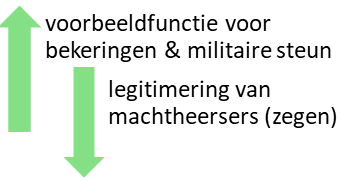 voorbeeldfunctie voor
bekeringen & militaire steun
legitimering van
machtheersers (zegen)